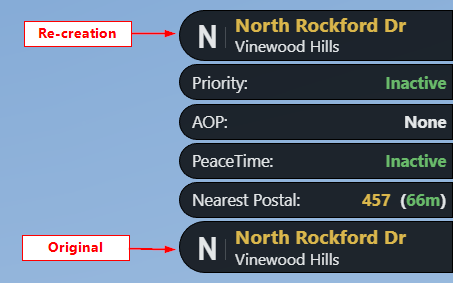 Re-creation
N
North Rockford Dr
Vinewood Hills
Priority: Inactive
AOP: None
PeaceTime: Inactive
Nearest Postal: 457 (66m)
Original
N
North Rockford Dr
Vinewood Hills